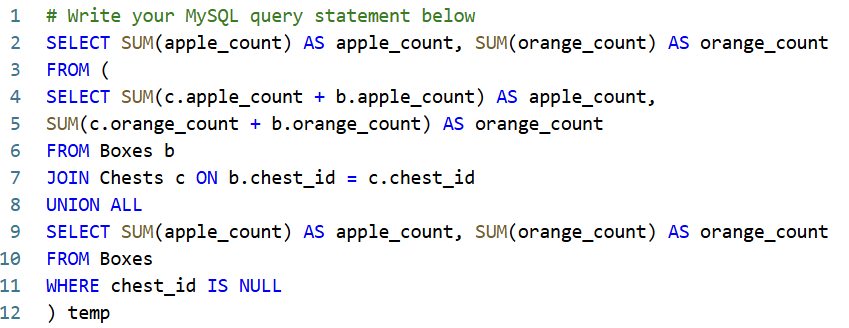 1 # Write your MySQL query statement below
2 SELECT SUM(apple_count) AS apple_count, SUM(orange_count) AS orange_count
3 FROM (
4 SELECT SUM(c.apple_count + b.apple_count) AS apple_count,
5 SUM(c.orange_count + b.orange_count) AS orange_count
6 FROM Boxes b
7 JOIN Chests c ON b.chest_id = c.chest_id
8 UNION ALL
9 SELECT SUM(apple_count) AS apple_count, SUM(orange_count) AS orange_count
10 FROM Boxes
11 WHERE chest_id IS NULL
12 ) temp